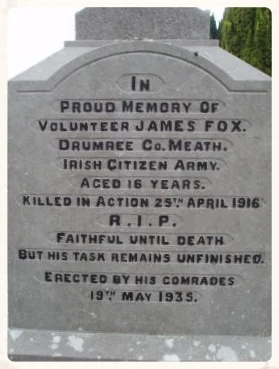 IN
PROUD MEMORY OF
VOLUNTEER JAMES FOX.
DRUMREE CO. MEATH.
IRISH CITIZEN ARMY.
AGED 16 YEARS.
KILLED IN ACTION 25TH APRIL 1916
R.I.P.
FAITHFUL UNTIL DEATH
BUT HIS TASK REMAINS UNFINISHED.
ERECTED BY HIS COMRADES
19TH MAY 1935.